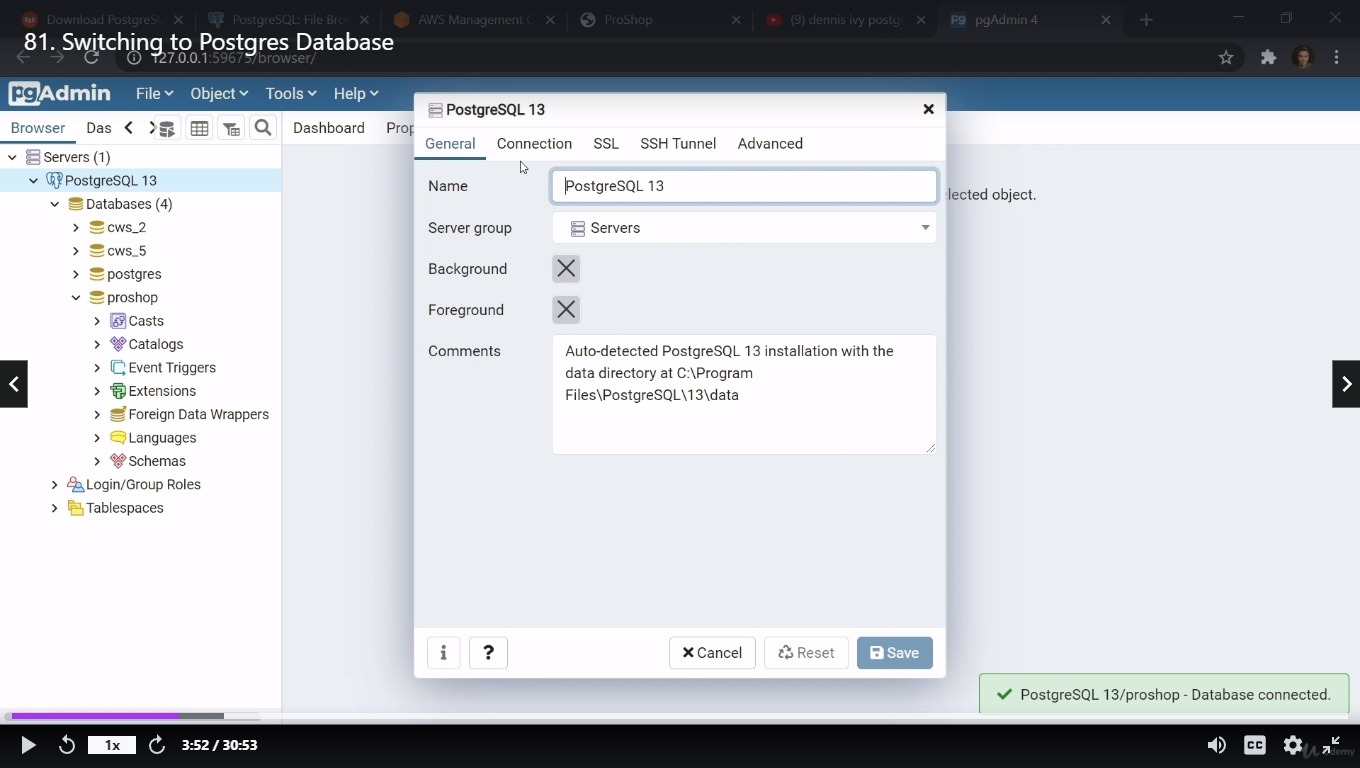 Download PostgreS
PostgreSQL: File Brow
AWS Management C
ProShop
(9) dennis ivy postgr
pgAdmin 4
81. Switching to Postgres Database
127.0.0.1:59675/browser/
pgAdmin
File
Object
Tools
Help
Browser
Das
Dashboard
Prop
Servers (1)
PostgreSQL 13
Databases (4)
cws_2
cws_5
postgres
proshop
Casts
Catalogs
Event Triggers
Extensions
Foreign Data Wrappers
Languages
Schemas
Login/Group Roles
Tablespaces
lected object.
PostgreSQL 13
General
Connection
SSL
SSH Tunnel
Advanced
Name
PostgreSQL 13
Server group
Servers
Background
Foreground
Comments
Auto-detected PostgreSQL 13 installation with the
data directory at C:\Program
Files\PostgreSQL\13\data
i
?
Cancel
Reset
Save
PostgreSQL 13/proshop - Database connected.
1x
3:52 / 30:53
CC
Udemy